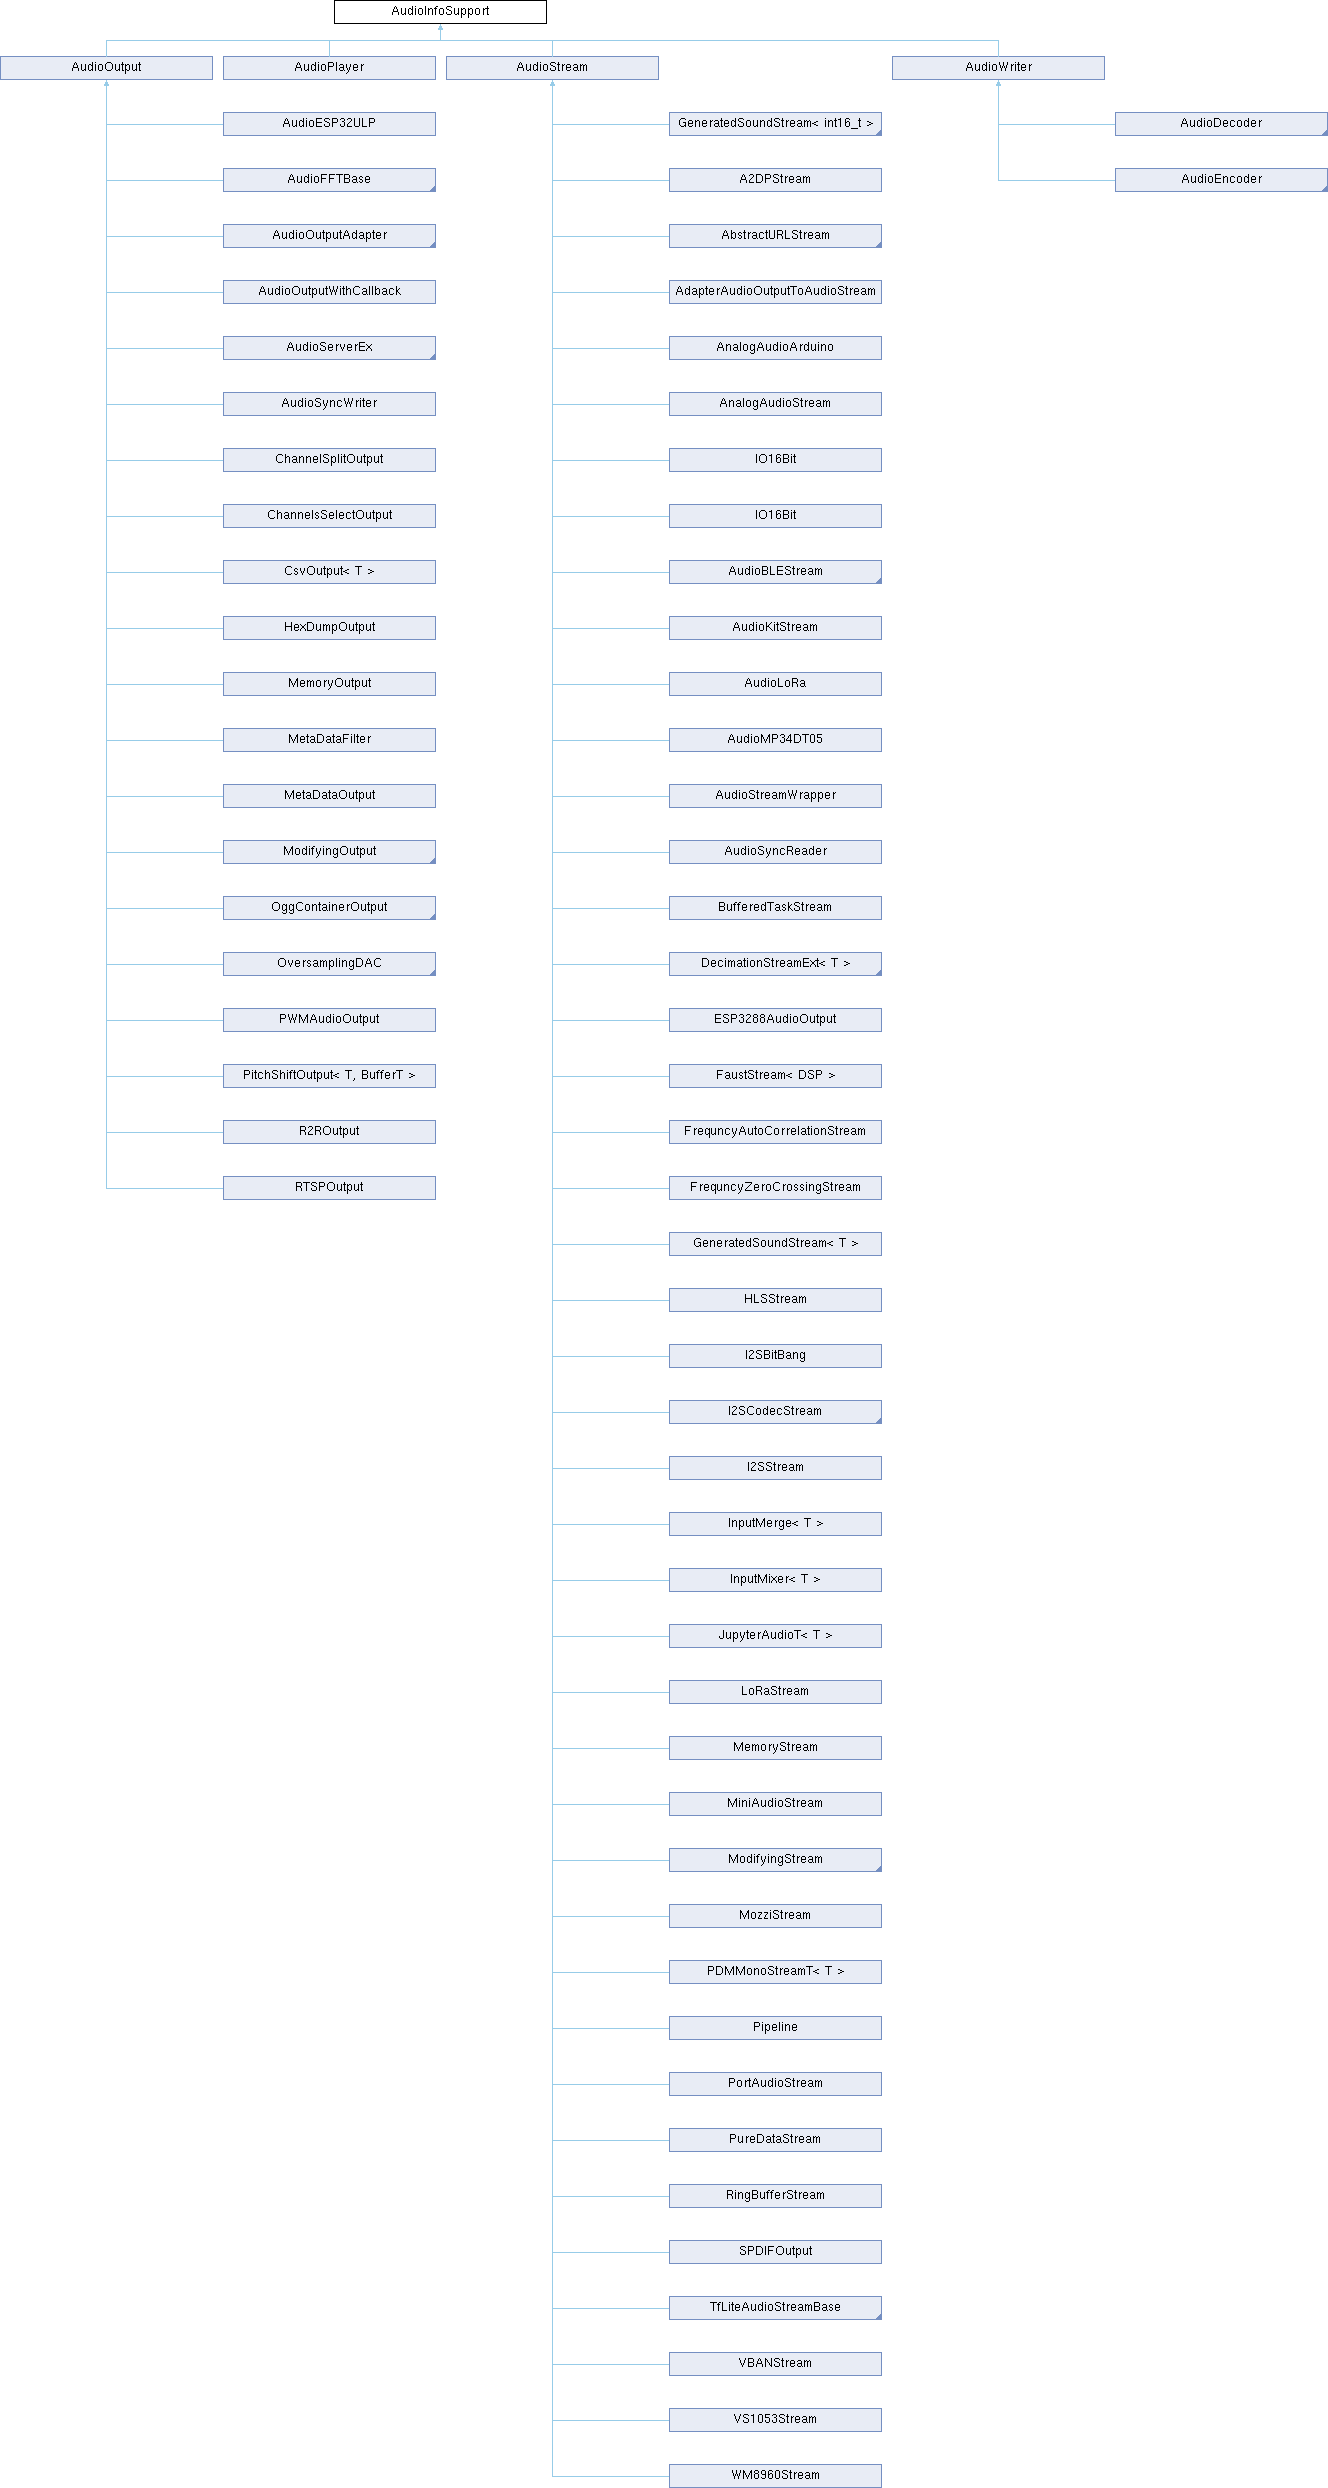 AudioInfoSupport
AudioOutput
AudioPlayer
AudioStream
AudioWriter
AudioESP32ULP
AudioFFTBase
AudioOutputAdapter
AudioOutputWithCallback
AudioServerEx
AudioSyncWriter
ChannelSplitOutput
ChannelsSelectOutput
CsvOutput< T >
HexDumpOutput
MemoryOutput
MetaDataFilter
MetaDataOutput
ModifyingOutput
OggContainerOutput
OversamplingDAC
PWMAudioOutput
PitchShiftOutput< T, BufferT >
R2ROutput
RTSPOutput
GeneratedSoundStream< int16_t >
A2DPStream
AbstractURLStream
AdapterAudioOutputToAudioStream
AnalogAudioArduino
AnalogAudioStream
IO16Bit
IO16Bit
AudioBLEStream
AudioKitStream
AudioLoRa
AudioMP34DT05
AudioStreamWrapper
AudioSyncReader
BufferedTaskStream
DecimationStreamExt< T >
ESP3288AudioOutput
FaustStream< DSP >
FrequncyAutoCorrelationStream
FrequncyZeroCrossingStream
GeneratedSoundStream< T >
HLSStream
I2SBitBang
I2SCodecStream
I2SStream
InputMerge< T >
InputMixer< T >
JupyterAudioT< T >
LoRaStream
MemoryStream
MiniAudioStream
ModifyingStream
MozziStream
PDMMonoStreamT< T >
Pipeline
PortAudioStream
PureDataStream
RingBufferStream
SPDIFOutput
TfLiteAudioStreamBase
VBANStream
VS1053Stream
WM8960Stream
AudioDecoder
AudioEncoder